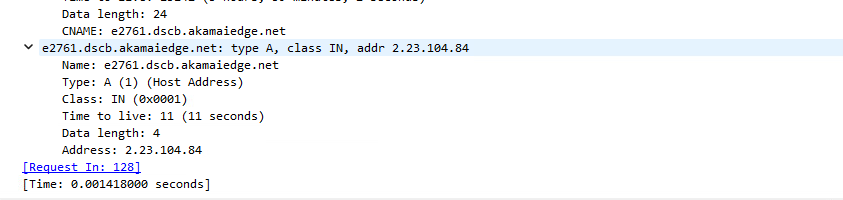 Data length: 24
CNAME: e2761.dscb.akamaiedge.net
e2761.dscb.akamaiedge.net: type A, class IN, addr 2.23.104.84
Name: e2761.dscb.akamaiedge.net
Type: A (1) (Host Address)
Class: IN (0x0001)
Time to live: 11 (11 seconds)
Data length: 4
Address: 2.23.104.84
[Request In: 128]
[Time: 0.001418000 seconds]